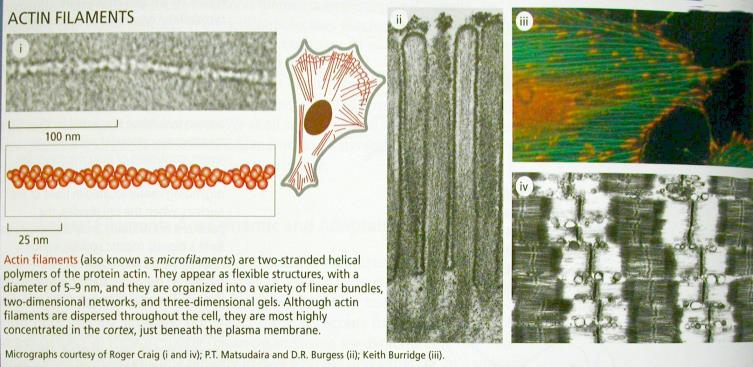 ACTIN FILAMENTS
i
100 nm
25 nm
Actin filaments (also known as microfilaments) are two-stranded helical
polymers of the protein actin. They appear as flexible structures, with a
diameter of 5–9 nm, and they are organized into a variety of linear bundles,
two-dimensional networks, and three-dimensional gels. Although actin
filaments are dispersed throughout the cell, they are most highly
concentrated in the cortex, just beneath the plasma membrane.
ii
iii
iv
Micrographs courtesy of Roger Craig (i and iv); P.T. Matsudaira and D.R. Burgess (ii); Keith Burridge (iii).